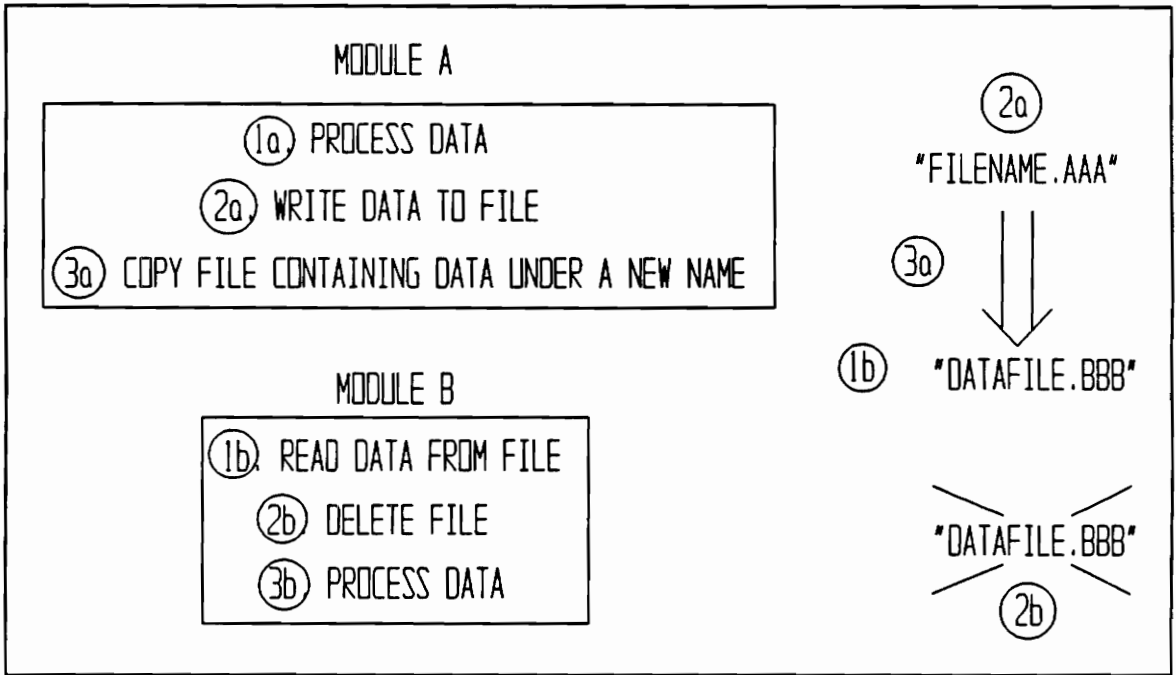 MODULE A
1a. PROCESS DATA
2a. WRITE DATA TO FILE
3a COPY FILE CONTAINING DATA UNDER A NEW NAME
MODULE B
1b. READ DATA FROM FILE
2b. DELETE FILE
3b. PROCESS DATA
2a
"FILENAME.AAA"
3a
1b "DATAFILE.BBB"
"DATAFILE.BBB"
2b